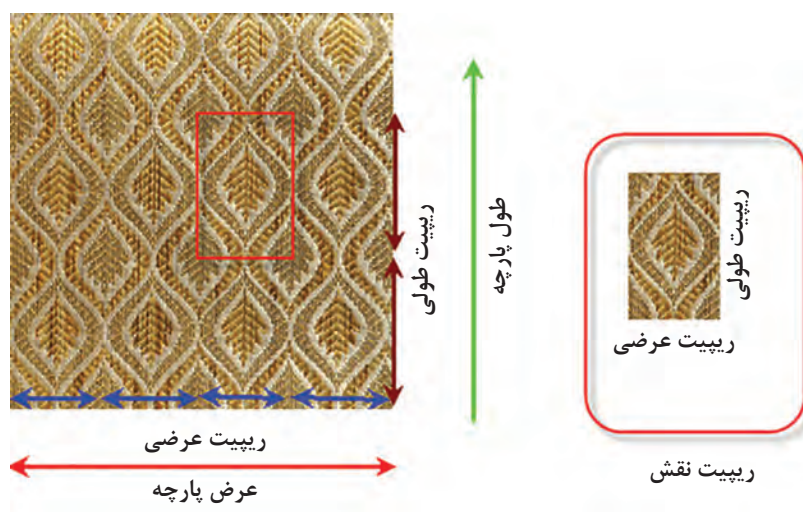 ریپیت طولی
طول پارچه
ریپیت طولی
ریپیت عرضی
ریپیت عرضی
عرض پارچه
ریپیت نقش